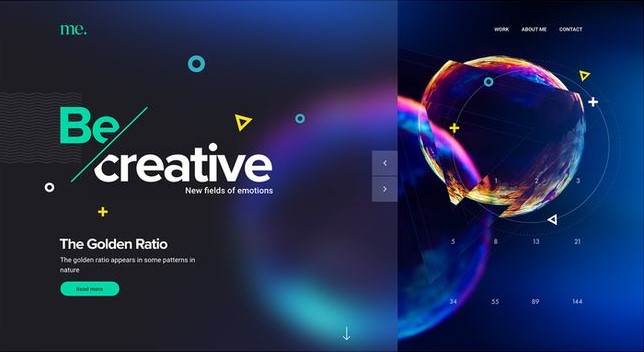 me.
WORK ABOUT ME CONTACT
Be
creative
New fields of emotions
The Golden Ratio
The golden ratio appears in some patterns in
nature
Read more
1 2 3
5 8 13 21
34 55 89 144